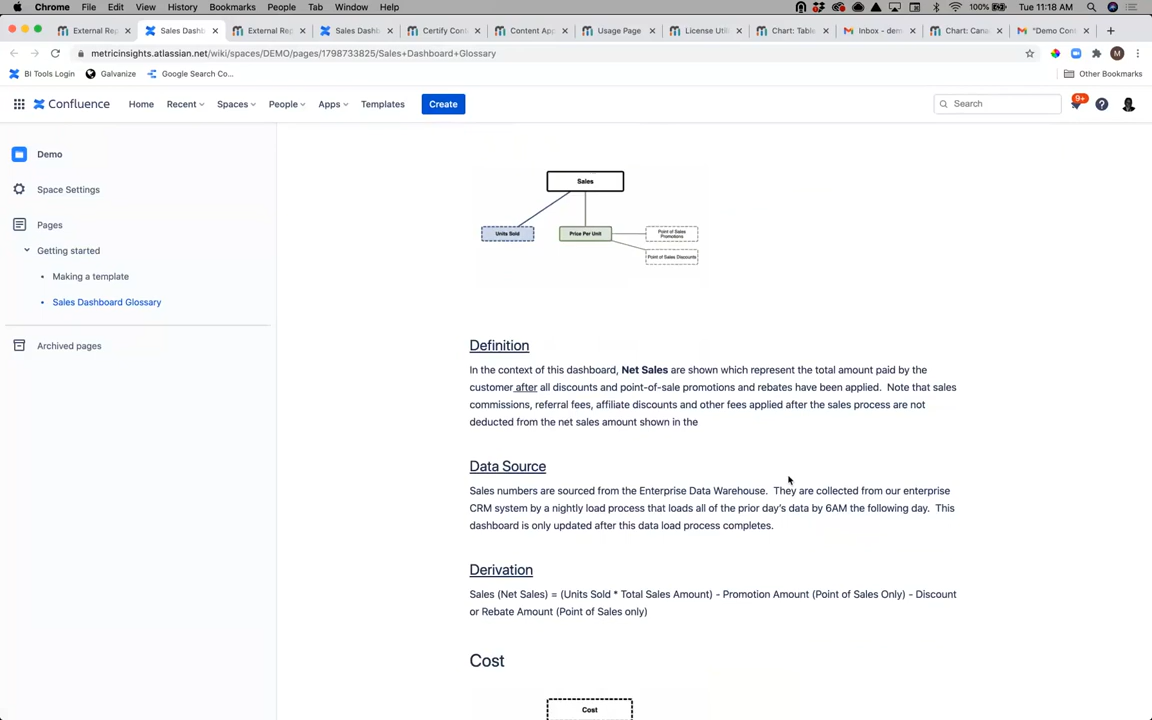 Chrome File Edit View History Bookmarks People Tab Window Help 100% Tue 11:18 AM
External Rep Sales Dashb External Rep Sales Dashb Certify Cont Content App Usage Page License Utili Chart: Table Inbox - dem Chart: Cana "Demo Cont
metricinsights.atlassian.net/wiki/spaces/DEMO/pages/1798733825/Sales+Dashboard+Glossary M
BI Tools Login Galvanize Google Search Co... Other Bookmarks
Confluence Home Recent Spaces People Apps Templates Create Search 9+
Demo
Space Settings
Pages
Getting started
Making a template
Sales Dashboard Glossary
Archived pages
Sales
Units Sold Price Per Unit Point of Sales
Promotions
Point of Sales Discounts
Definition
In the context of this dashboard, Net Sales are shown which represent the total amount paid by the
customer after all discounts and point-of-sale promotions and rebates have been applied. Note that sales
commissions, referral fees, affiliate discounts and other fees applied after the sales process are not
deducted from the net sales amount shown in the
Data Source
Sales numbers are sourced from the Enterprise Data Warehouse. They are collected from our enterprise
CRM system by a nightly load process that loads all of the prior day's data by 6AM the following day. This
dashboard is only updated after this data load process completes.
Derivation
Sales (Net Sales) = (Units Sold * Total Sales Amount) - Promotion Amount (Point of Sales Only) - Discount
or Rebate Amount (Point of Sales only)
Cost
Cost